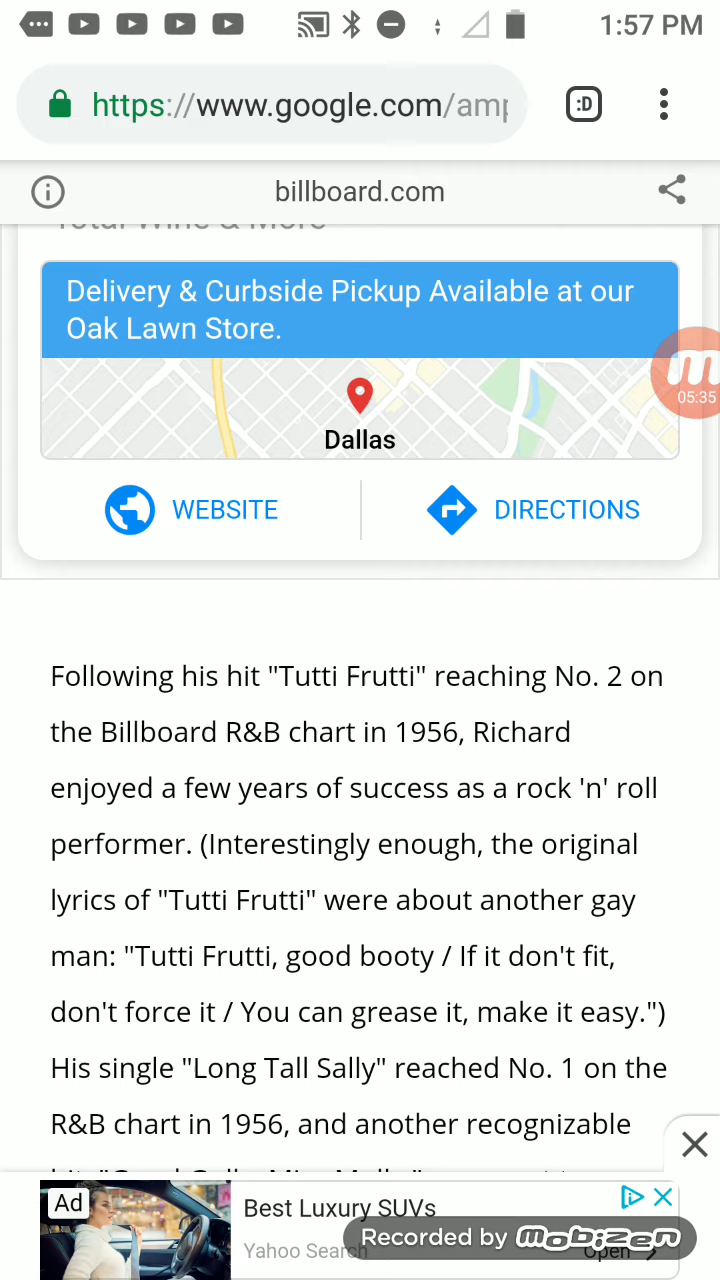 1:57 PM
https://www.google.com/amp
:D
billboard.com
Total Wine & More
Delivery & Curbside Pickup Available at our
Oak Lawn Store.
05:35
Dallas
WEBSITE
DIRECTIONS
Following his hit "Tutti Frutti" reaching No. 2 on
the Billboard R&B chart in 1956, Richard
enjoyed a few years of success as a rock 'n' roll
performer. (Interestingly enough, the original
lyrics of "Tutti Frutti" were about another gay
man: "Tutti Frutti, good booty / If it don't fit,
don't force it / You can grease it, make it easy.")
His single "Long Tall Sally" reached No. 1 on the
R&B chart in 1956, and another recognizable
Ad
Best Luxury SUVs
Yahoo Search
Open
Recorded by mobizen